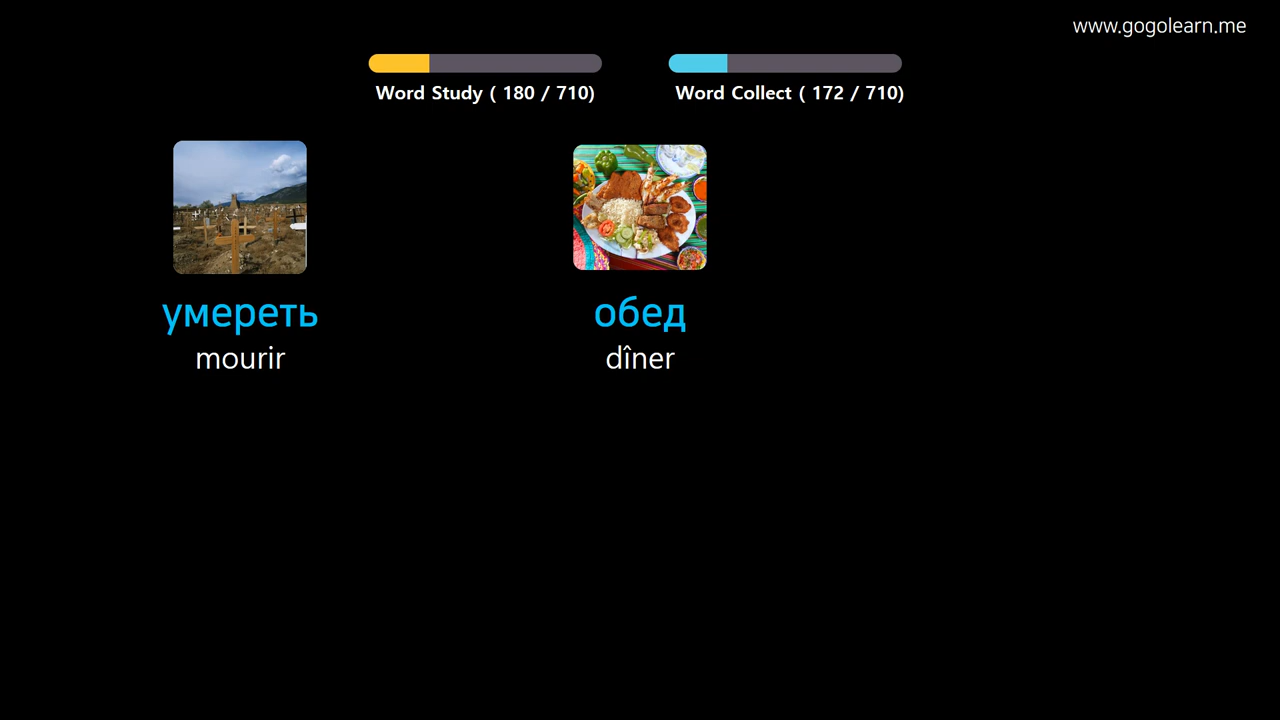 www.gogolearn.me
Word Study ( 180 / 710)
Word Collect ( 172 / 710)
умереть
mourir
обед
dîner